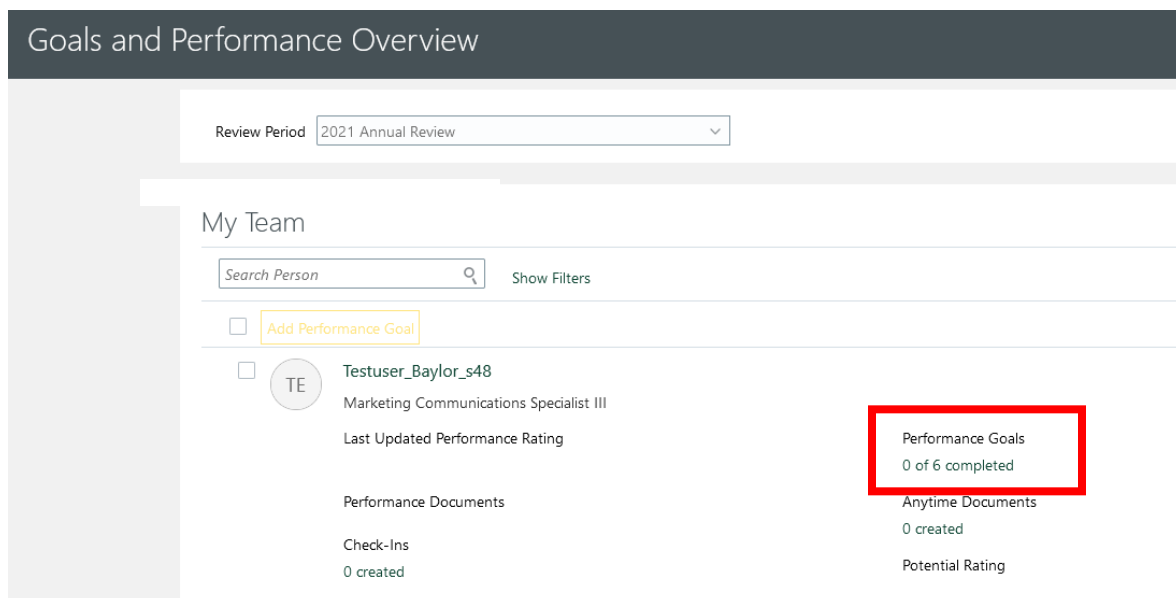 Goals and Performance Overview
Review Period 2021 Annual Review
My Team
Search Person Show Filters
Add Performance Goal
TE Testuser_Baylor_s48
Marketing Communications Specialist III
Last Updated Performance Rating
Performance Goals
0 of 6 completed
Performance Documents
Anytime Documents
0 created
Check-Ins
0 created
Potential Rating